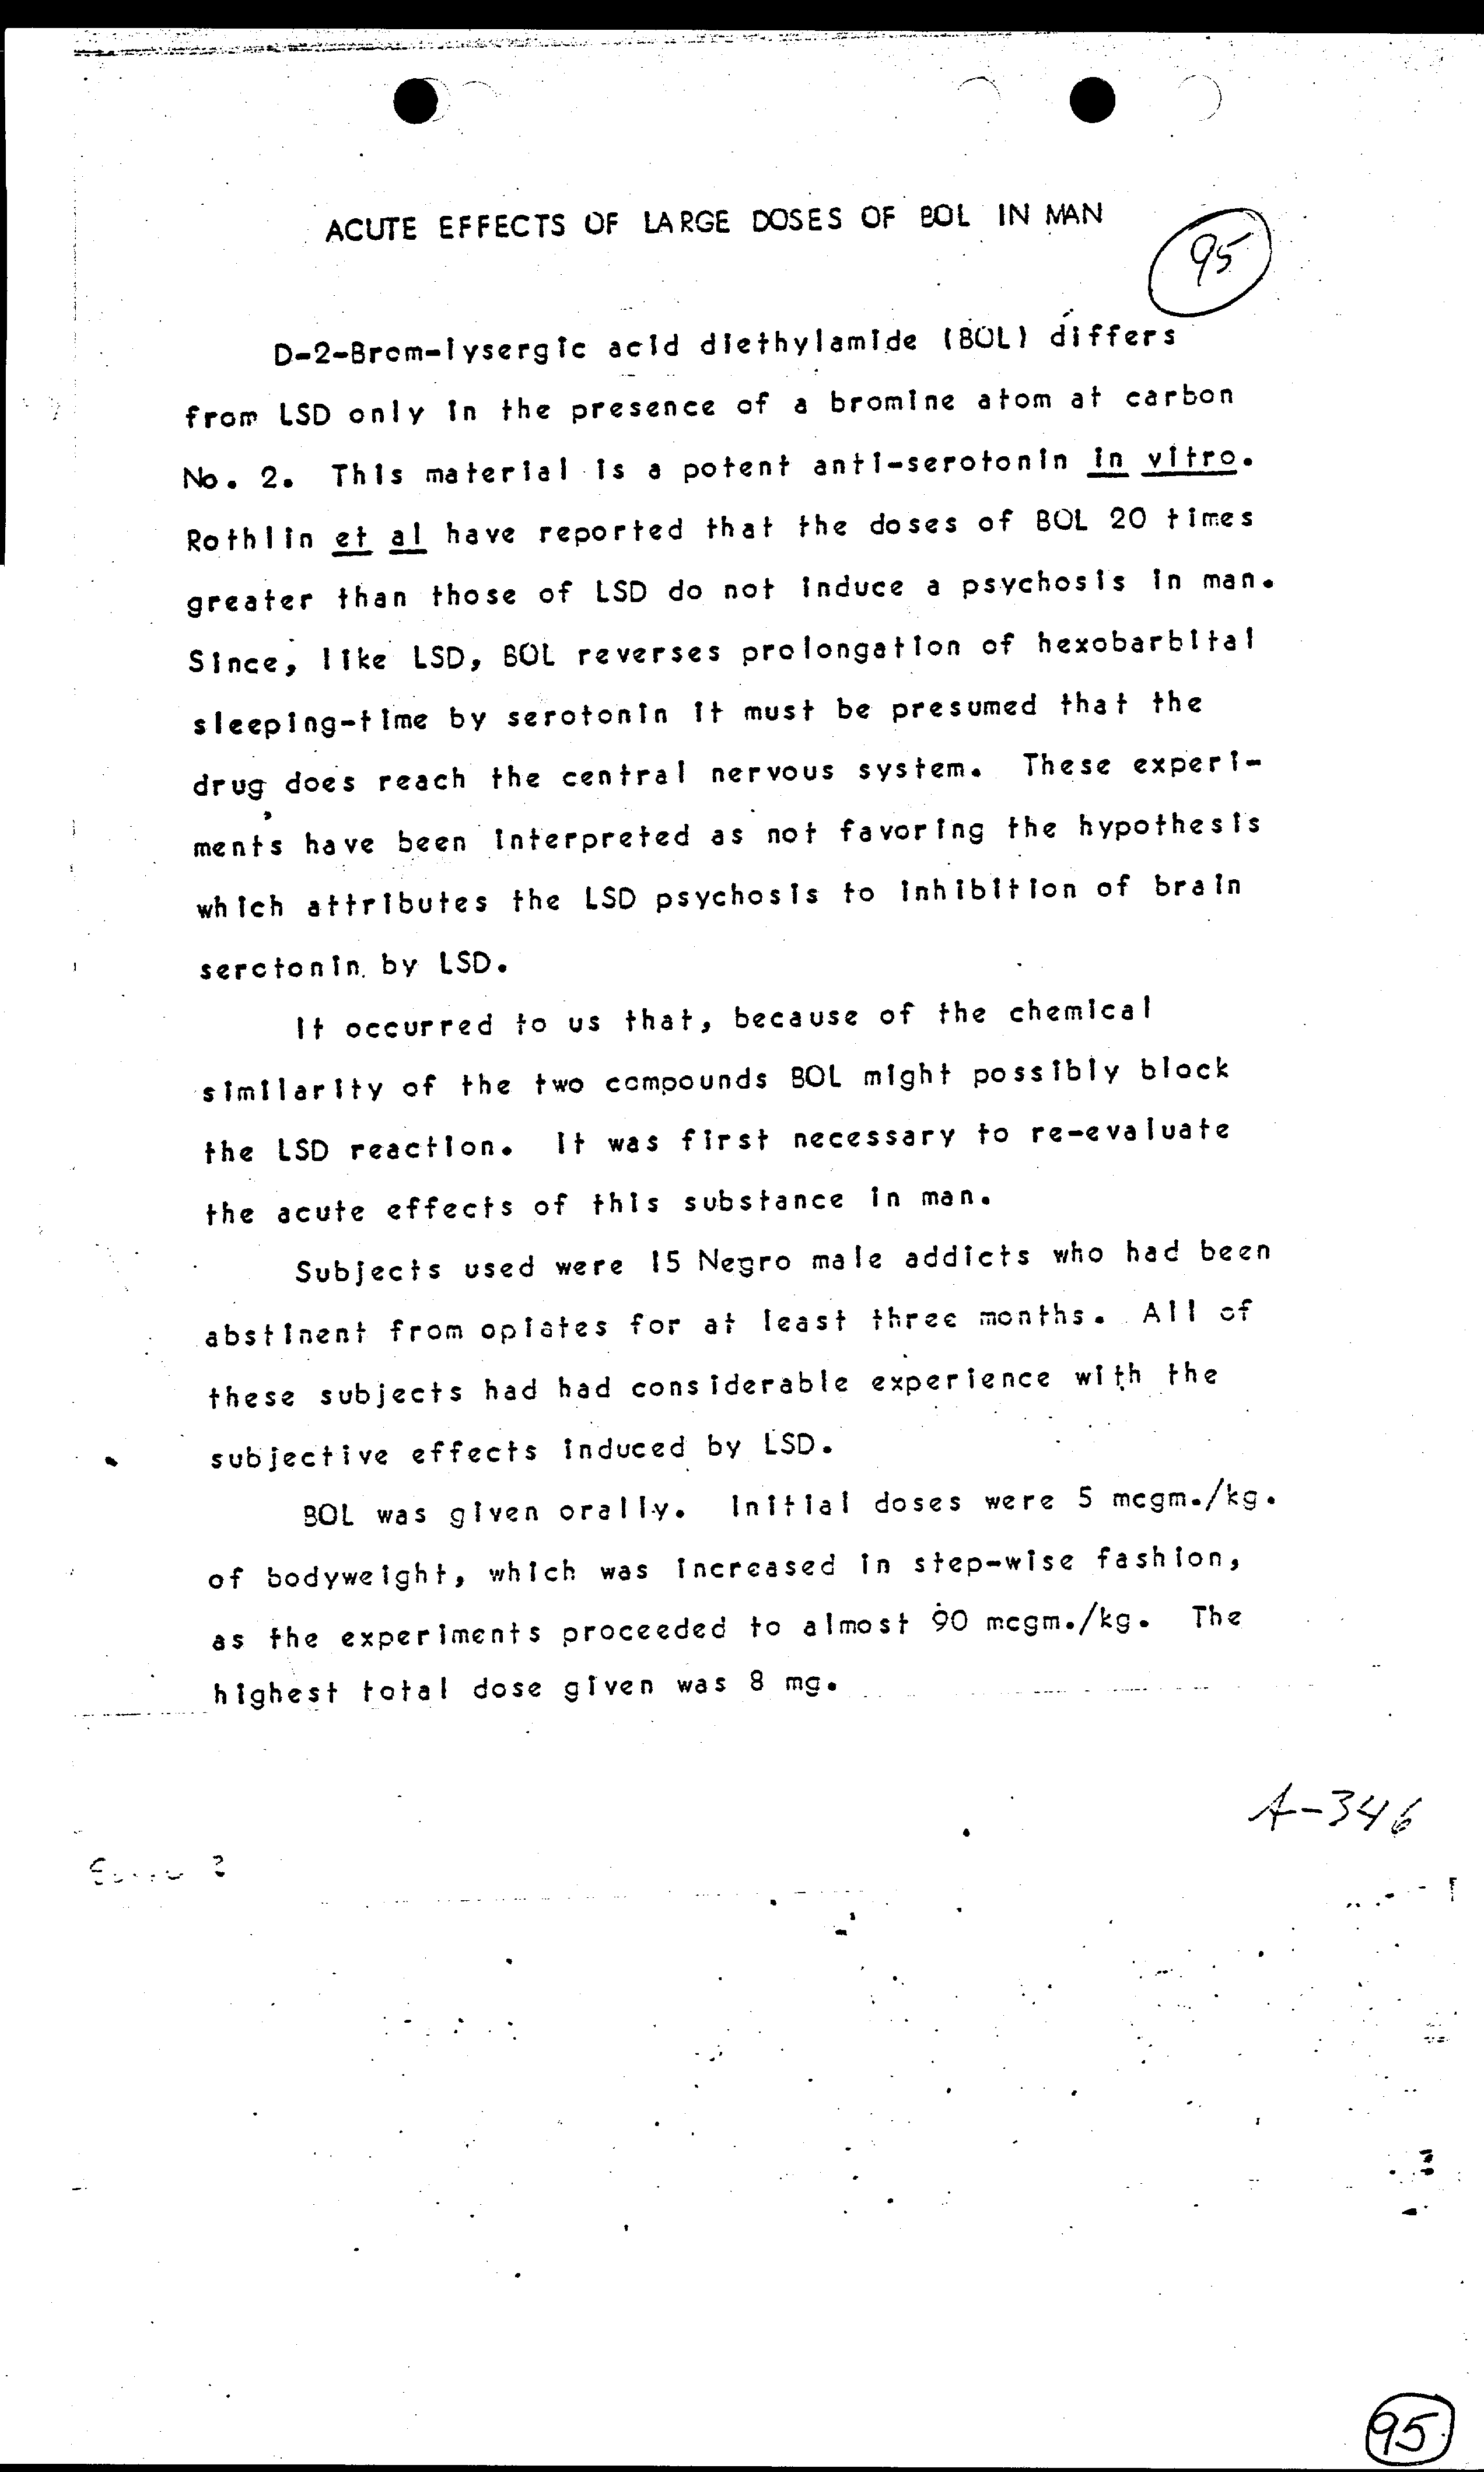 ACUTE EFFECTS OF LARGE DOSES OF BOL IN MAN
95
D-2-Brom-lysergic acid diethylamide (BOL) differs
from LSD only in the presence of a bromine atom at carbon
No. 2. This material is a potent anti-serotonin in vitro.
Rothlin et al have reported that the doses of BOL 20 times
greater than those of LSD do not induce a psychosis in man.
Since, like LSD, BOL reverses prolongation of hexobarbital
sleeping-time by serotonin it must be presumed that the
drug does reach the central nervous system. These experi-
ments have been interpreted as not favoring the hypothesis
which attributes the LSD psychosis to inhibition of brain
serotonin by LSD.
It occurred to us that, because of the chemical
similarity of the two compounds BOL might possibly block
the LSD reaction. It was first necessary to re-evaluate
the acute effects of this substance in man.
Subjects used were 15 Negro male addicts who had been
abstinent from opiates for at least three months. All of
these subjects had had considerable experience with the
subjective effects induced by LSD.
BOL was given orally. Initial doses were 5 mcgm./kg.
of bodyweight, which was increased in step-wise fashion,
as the experiments proceeded to almost 90 mcgm./kg. The
highest total dose given was 8 mg.
A-346
95